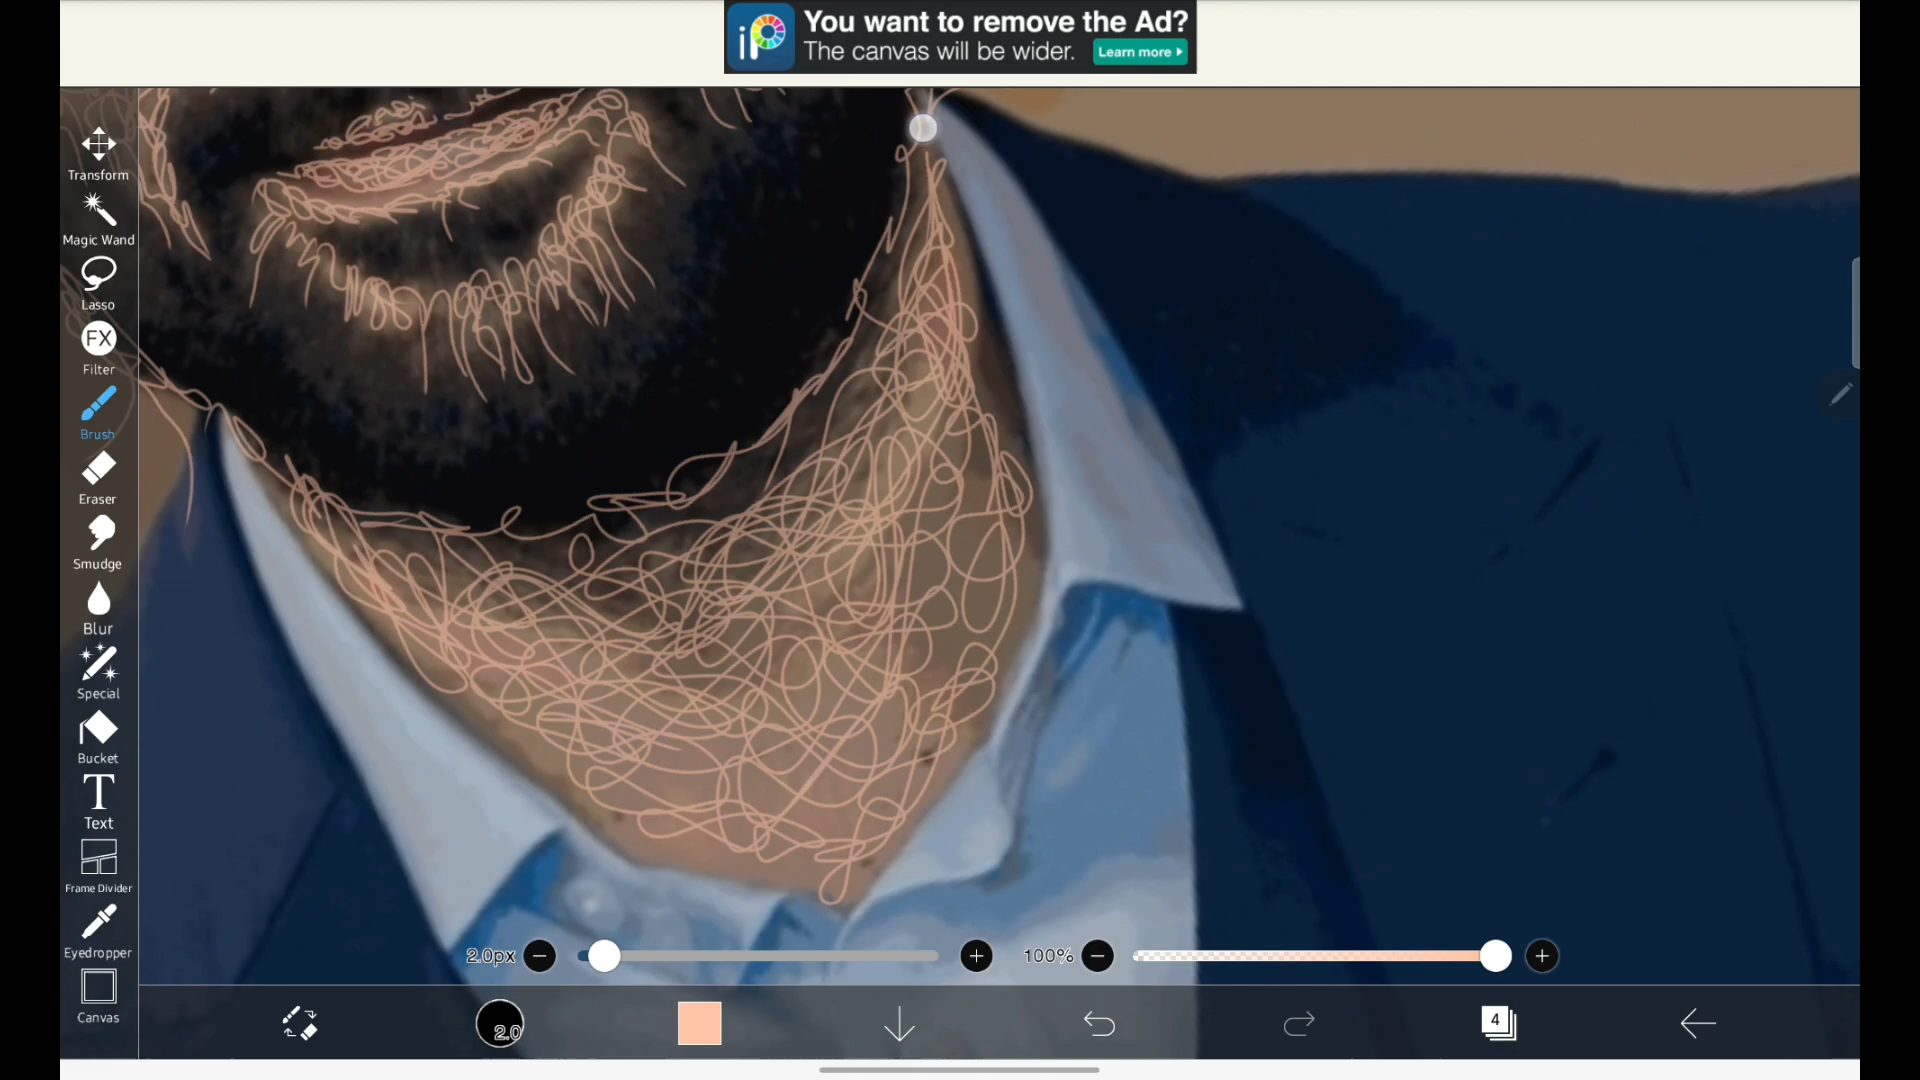 iP
You want to remove the Ad?
The canvas will be wider.
Learn more
Transform
Magic Wand
Lasso
FX
Filter
Brush
Eraser
Smudge
Blur
Special
Bucket
T
Text
Frame Divider
Eyedropper
Canvas
2.0px
100%
2.0
4